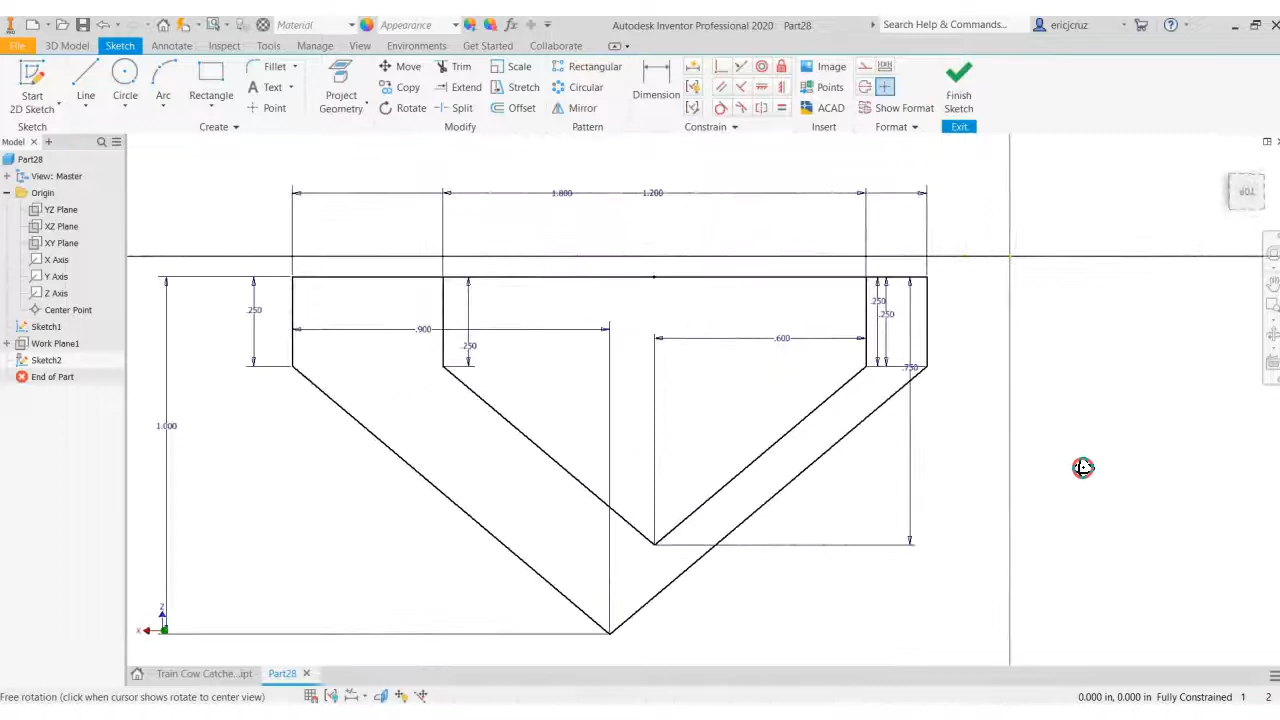 Material
Appearance
Autodesk Inventor Professional 2020 Part28
Search Help & Commands...
ericjcruz
File 3D Model Sketch Annotate Inspect Tools Manage View Environments Get Started Collaborate
Start
2D Sketch
Line
Circle
Arc
Rectangle
Fillet
Text
Point
Project
Geometry
Move Trim Scale
Copy Extend Stretch
Rotate Split Offset
Rectangular
Circular
Mirror
Dimension
Image
Points
ACAD
Show Format
Finish
Sketch
Sketch Create Modify Pattern Constrain Insert Format Exit
Model
Part28
View: Master
Origin
YZ Plane
XZ Plane
XY Plane
X Axis
Y Axis
Z Axis
Center Point
Sketch1
Work Plane1
Sketch2
End of Part
1.800 1.200
.250
.900
.250
.600
.250
.250
.750
1.000
Z
X
TOP
Train Cow Catche...ipt Part28
Free rotation (click when cursor shows rotate to center view)
0.000 in, 0.000 in Fully Constrained 1 2